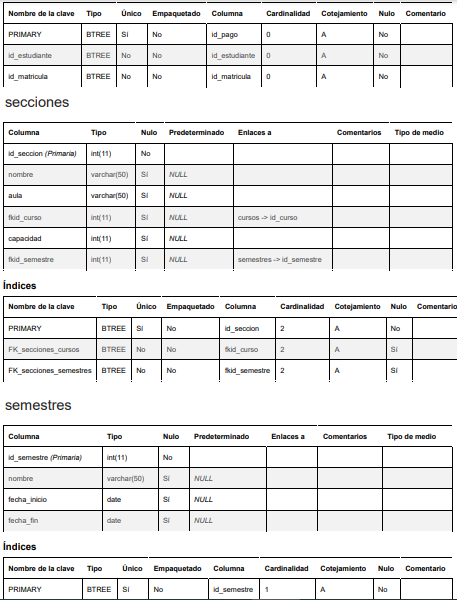 Nombre de la clave Tipo Único Empaquetado Columna Cardinalidad Cotejamiento Nulo Comentario
PRIMARY BTREE Sí No id_pago 0 A No
id_estudiante BTREE No No id_estudiante 0 A No
id_matricula BTREE No No id_matricula 0 A No
secciones
Columna Tipo Nulo Predeterminado Enlaces a Comentarios Tipo de medio
id_seccion (Primaria) int(11) No
nombre varchar(50) Sí NULL
aula varchar(50) Sí NULL
fkid_curso int(11) Sí NULL cursos -> id_curso
capacidad int(11) Sí NULL
fkid_semestre int(11) Sí NULL semestres -> id_semestre
Índices
Nombre de la clave Tipo Único Empaquetado Columna Cardinalidad Cotejamiento Nulo Comentario
PRIMARY BTREE Sí No id_seccion 2 A No
FK_secciones_cursos BTREE No No fkid_curso 2 A Sí
FK_secciones_semestres BTREE No No fkid_semestre 2 A Sí
semestres
Columna Tipo Nulo Predeterminado Enlaces a Comentarios Tipo de medio
id_semestre (Primaria) int(11) No
nombre varchar(50) Sí NULL
fecha_inicio date Sí NULL
fecha_fin date Sí NULL
Índices
Nombre de la clave Tipo Único Empaquetado Columna Cardinalidad Cotejamiento Nulo Comentario
PRIMARY BTREE Sí No id_semestre 1 A No